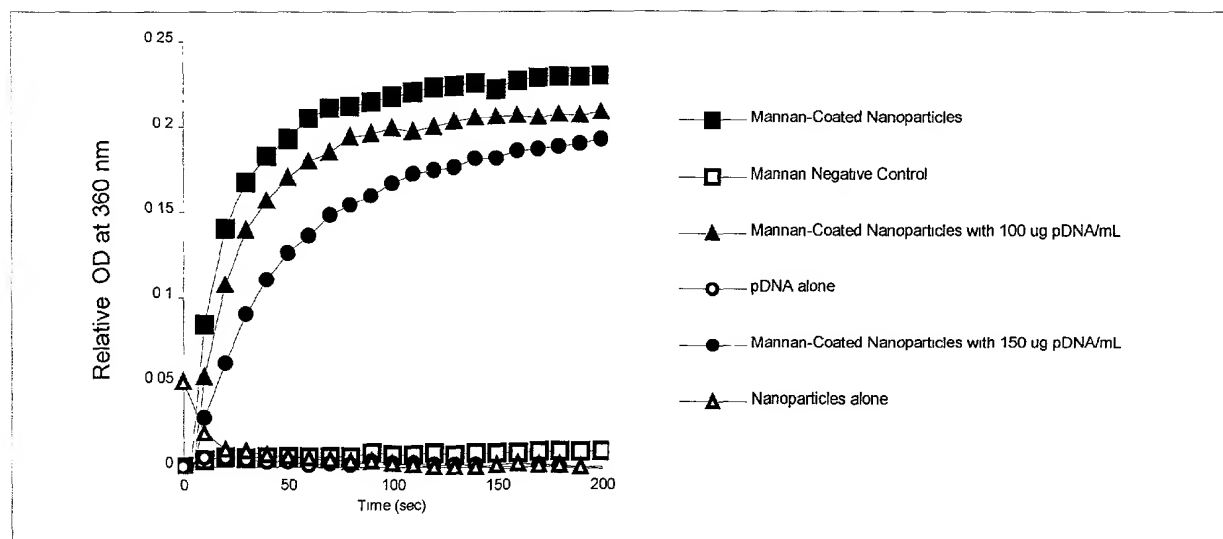 0 25
0 2
0 15
0 1
0 05
0
Relative OD at 360 nm
0
50
100
150
200
Time (sec)
Mannan-Coated Nanoparticles
Mannan Negative Control
Mannan-Coated Nanoparticles with 100 ug pDNA/mL
pDNA alone
Mannan-Coated Nanoparticles with 150 ug pDNA/mL
Nanoparticles alone